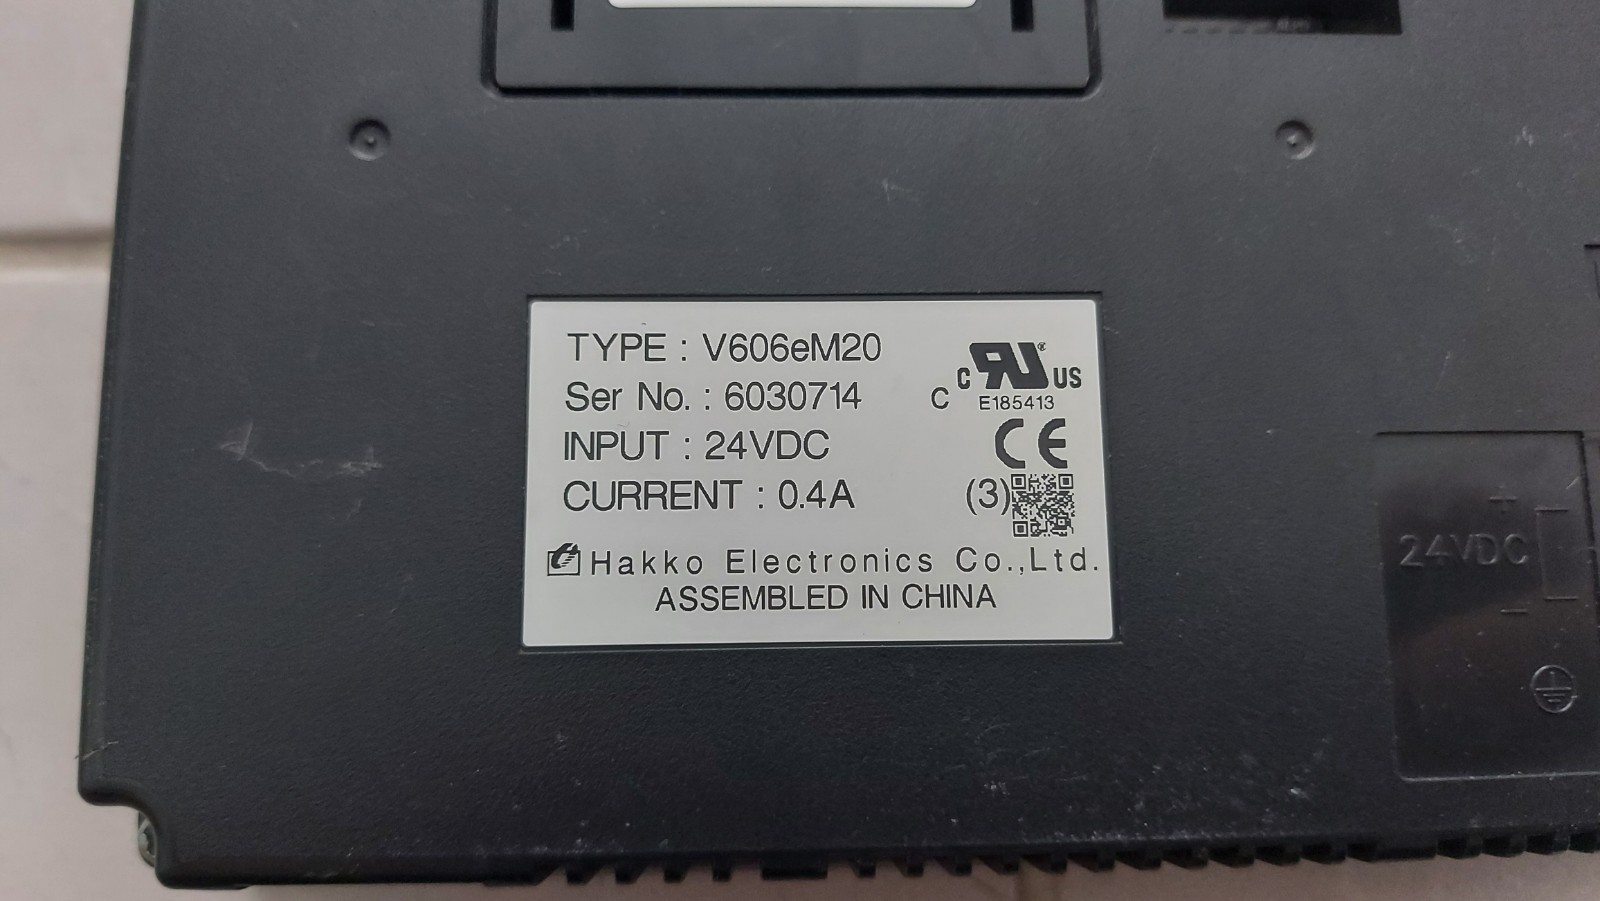 TYPE : V606eM20
Ser No. : 6030714
INPUT : 24VDC
CURRENT : 0.4A
C
c RU ® US
E185413
CE
(3)
Hakko Electronics Co.,Ltd.
ASSEMBLED IN CHINA
+
24VDC
−